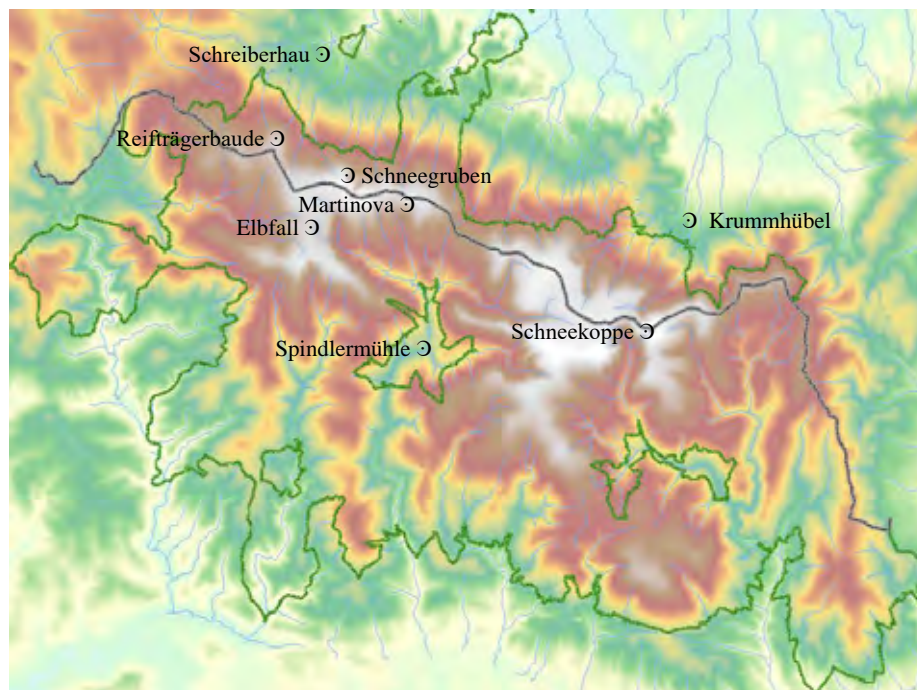 Schreiberhau
Reifträgerbaude
Schneegruben
Martinova
Elbfall
Krummhübel
Schneekoppe
Spindlermühle